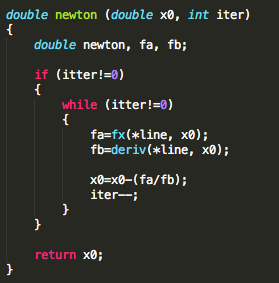 double newton (double x0, int iter)
{
double newton, fa, fb;
if (itter!=0)
{
while (itter!=0)
{
fa=fx(*line, x0);
fb=deriv(*line, x0);
x0=x0-(fa/fb);
iter--;
}
}
return x0;
}